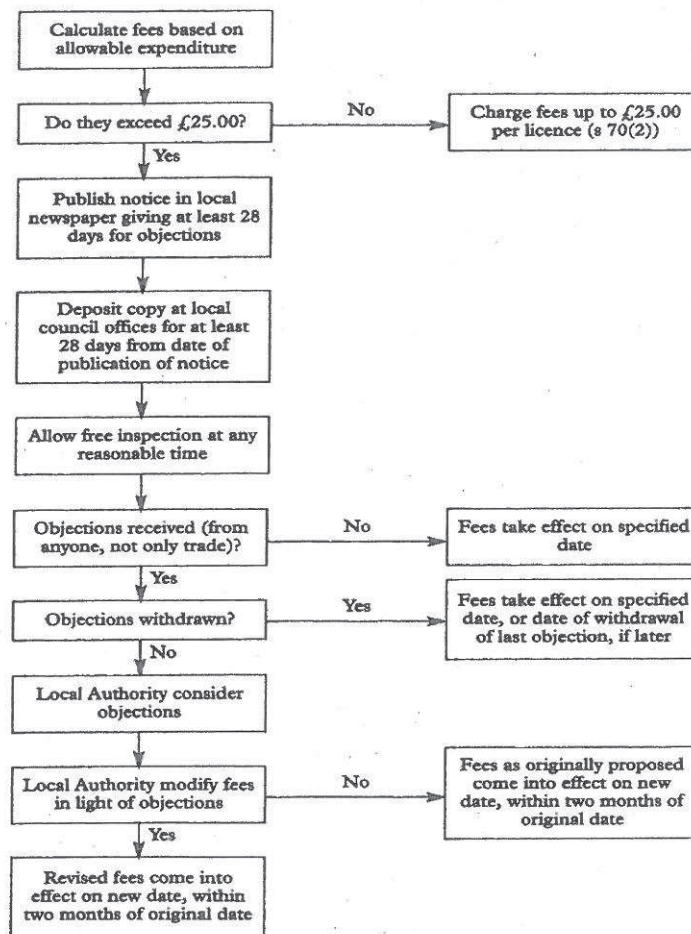 Calculate fees based on
allowable expenditure
Do they exceed £25.00?
No
Charge fees up to £25.00
per licence (s 70(2))
Yes
Publish notice in local
newspaper giving at least 28
days for objections
Deposit copy at local
council offices for at least
28 days from date of
publication of notice
Allow free inspection at any
reasonable time
Objections received (from
anyone, not only trade)?
No
Fees take effect on specified
date
Yes
Objections withdrawn?
Yes
Fees take effect on specified
date, or date of withdrawal
of last objection, if later
No
Local Authority consider
objections
Local Authority modify fees
in light of objections
No
Fees as originally proposed
come into effect on new
date, within two months of
original date
Yes
Revised fees come into
effect on new date, within
two months of original date